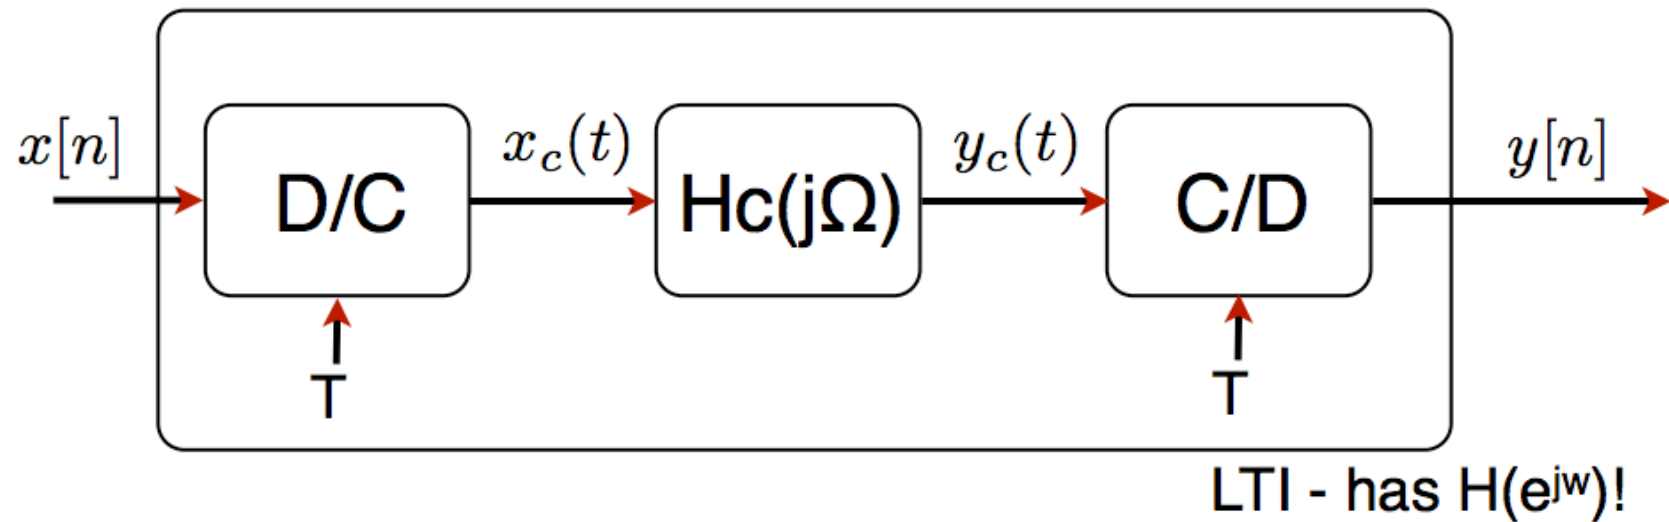 x[n]
D/C
x_c(t)
Hc(jΩ)
y_c(t)
C/D
y[n]
T
T
LTI - has H(e^{jw})!